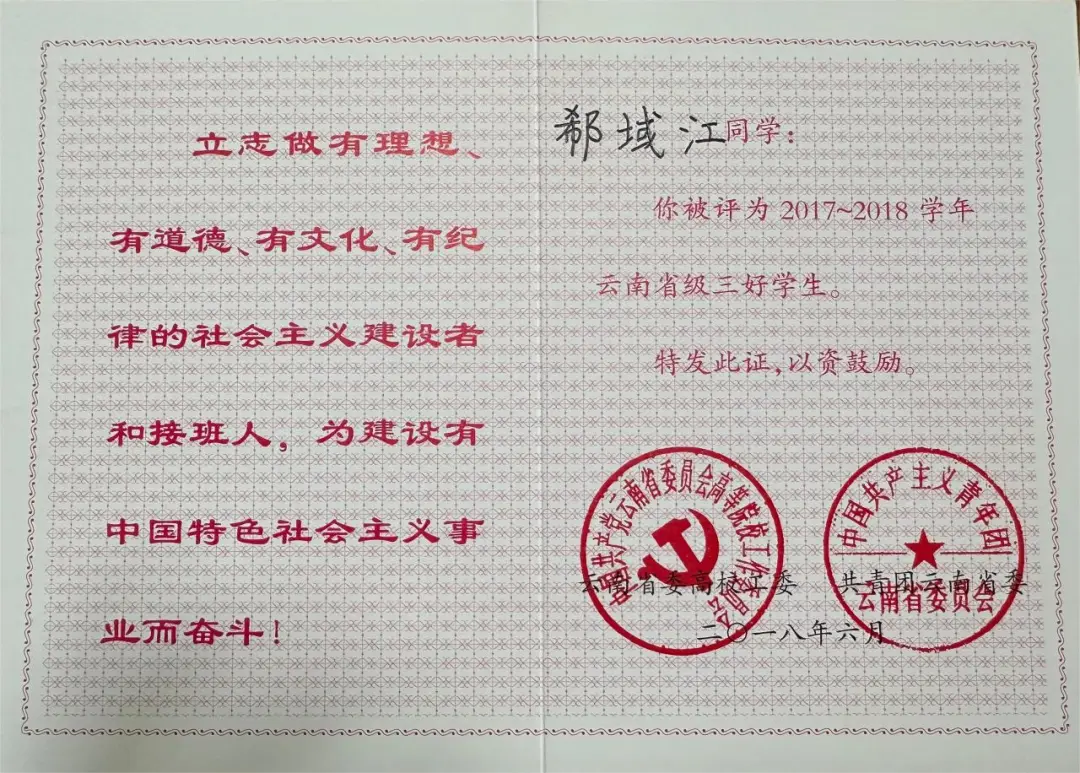 立志做有理想、
有道德、有文化、有纪
律的社会主义建设者
和接班人，为建设有
中国特色社会主义事
业而奋斗！
郗域江同学：
你被评为 2017~2018 学年
云南省级三好学生。
特发此证，以资鼓励。
中国共产党云南省委员会高等院校工作委员会
云南省委高校工委
中国共产主义青年团
云南省委员会
共青团云南省委
二〇一八年六月